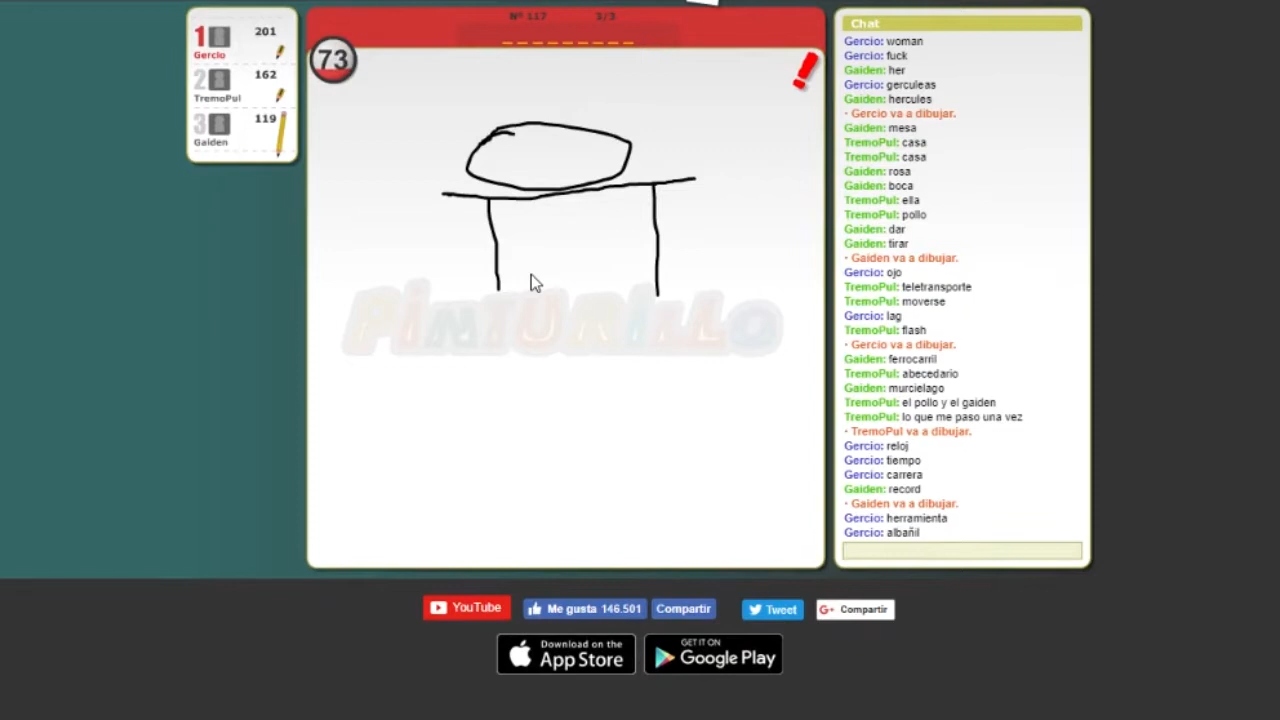 Nº 117 3/3
_ _ _ _ _ _ _ _ _
73
1 201
Gercio
2 162
TremoPul
3 119
Gaiden
PiNTURiLLO
Chat
Gercio: woman
Gercio: fuck
Gaiden: her
Gercio: gerculeas
Gaiden: hercules
· Gercio va a dibujar.
Gaiden: mesa
TremoPul: casa
TremoPul: casa
Gaiden: rosa
Gaiden: boca
TremoPul: ella
TremoPul: pollo
Gaiden: dar
Gaiden: tirar
· Gaiden va a dibujar.
Gercio: ojo
TremoPul: teletransporte
TremoPul: moverse
Gercio: lag
TremoPul: flash
· Gercio va a dibujar.
Gaiden: ferrocarril
TremoPul: abecedario
Gaiden: murcielago
TremoPul: el pollo y el gaiden
TremoPul: lo que me paso una vez
· TremoPul va a dibujar.
Gercio: reloj
Gercio: tiempo
Gercio: carrera
Gaiden: record
· Gaiden va a dibujar.
Gercio: herramienta
Gercio: albañil
YouTube Me gusta 146.501 Compartir Tweet G+ Compartir
Download on the
App Store
GET IT ON
Google Play